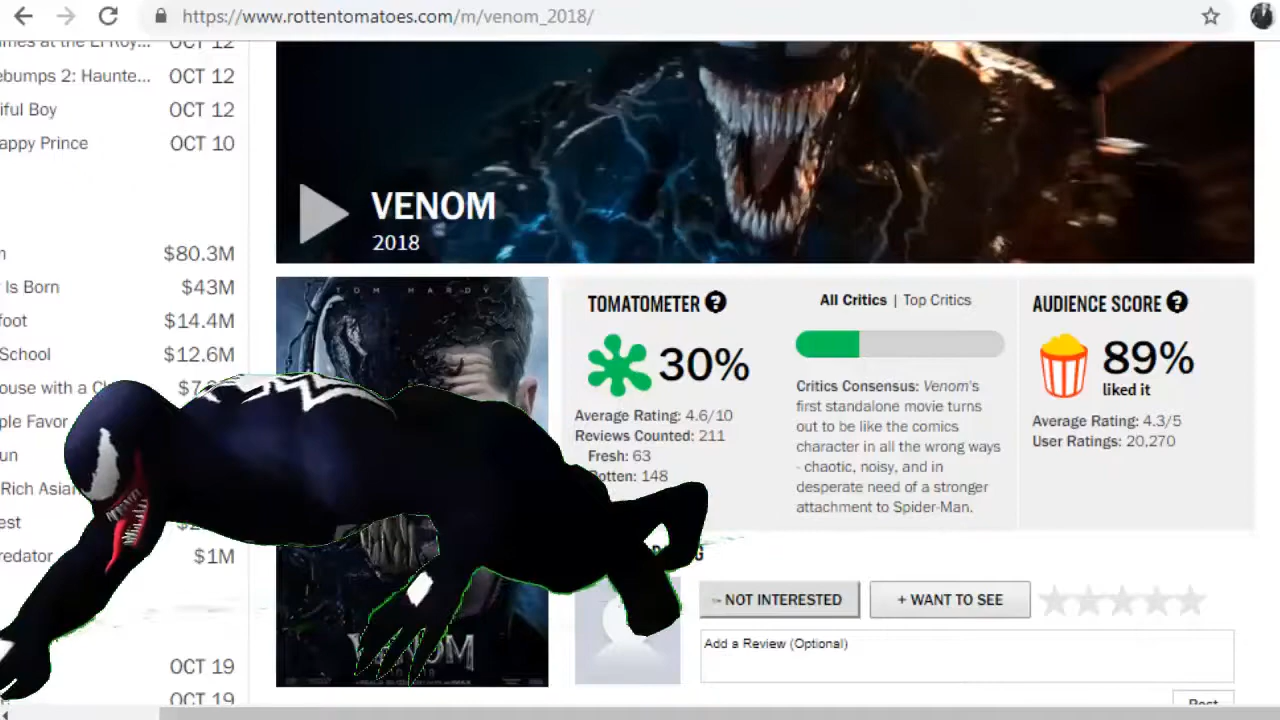 https://www.rottentomatoes.com/m/venom_2018/
OCT 12
ebumps 2: Haunte... OCT 12
iful Boy OCT 12
appy Prince OCT 10
VENOM
2018
$80.3M
Is Born $43M
foot $14.4M
School $12.6M
ouse with a
ple Favor
un
Rich Asian
est
redator $1M
OCT 19
OCT 19
TOM HARDY
VENOM
TOMATOMETER ?
30%
Average Rating: 4.6/10
Reviews Counted: 211
Fresh: 63
Rotten: 148
All Critics | Top Critics
Critics Consensus: Venom's
first standalone movie turns
out to be like the comics
character in all the wrong ways
- chaotic, noisy, and in
desperate need of a stronger
attachment to Spider-Man.
AUDIENCE SCORE ?
89%
liked it
Average Rating: 4.3/5
User Ratings: 20,270
NOT INTERESTED
+ WANT TO SEE
Add a Review (Optional)
Post